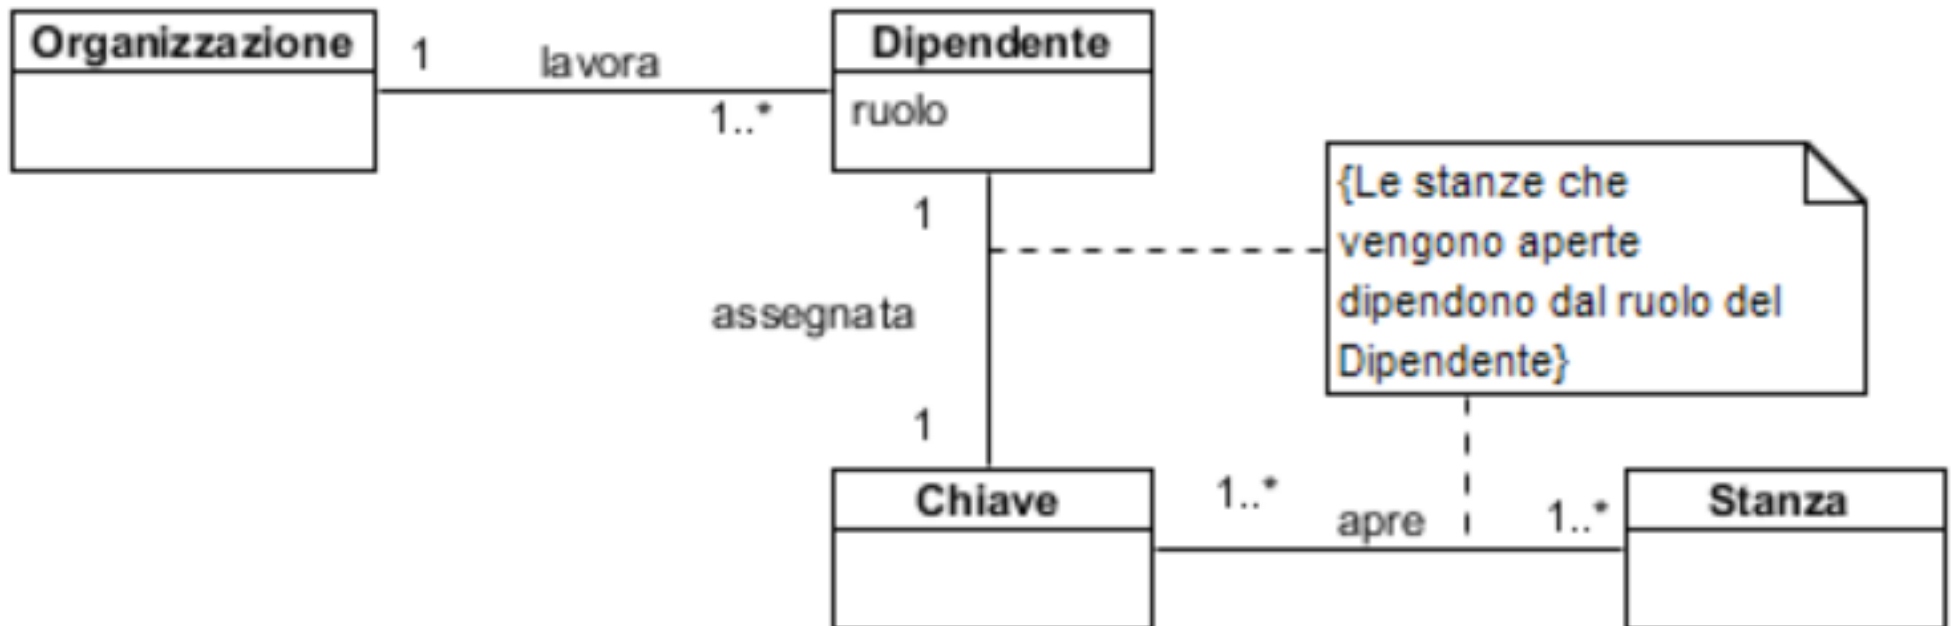 Organizzazione
1
lavora
1..*
Dipendente
ruolo
1
assegnata
1
{Le stanze che
vengono aperte
dipendono dal ruolo del
Dipendente}
Chiave
1..*
apre
1..*
Stanza